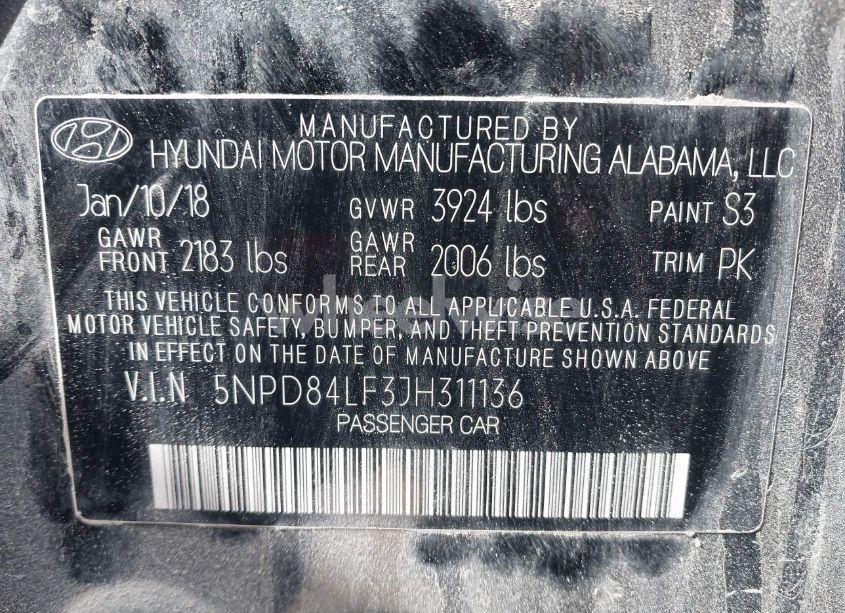 MANUFACTURED BY
HYUNDAI MOTOR MANUFACTURING ALABAMA, LLC
Jan/10/18 GVWR 3924 lbs PAINT S3
GAWR FRONT 2183 lbs GAWR REAR 2006 lbs TRIM PK
THIS VEHICLE CONFORMS TO ALL APPLICABLE U.S.A. FEDERAL
MOTOR VEHICLE SAFETY, BUMPER, AND THEFT PREVENTION STANDARDS
IN EFFECT ON THE DATE OF MANUFACTURE SHOWN ABOVE
V.I.N 5NPD84LF3JH311136
PASSENGER CAR